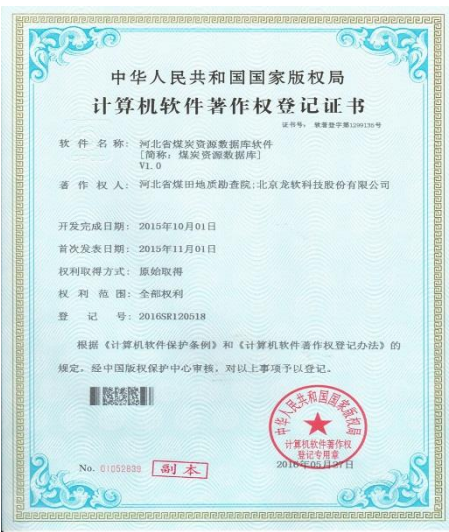 中华人民共和国国家版权局
计算机软件著作权登记证书
证书号： 软著登字第1299135号
软件名称： 河北省煤炭资源数据库软件
[简称：煤炭资源数据库]
V1.0
著作权人： 河北省煤田地质勘查院;北京龙软科技股份有限公司
开发完成日期： 2015年10月01日
首次发表日期： 2015年11月01日
权利取得方式： 原始取得
权利范围： 全部权利
登记号： 2016SR120518
根据《计算机软件保护条例》和《计算机软件著作权登记办法》的
规定，经中国版权保护中心审核，对以上事项予以登记。
中华人民共和国国家版权局
计算机软件著作权
登记专用章
No. 01052839
副本
2016年05月27日